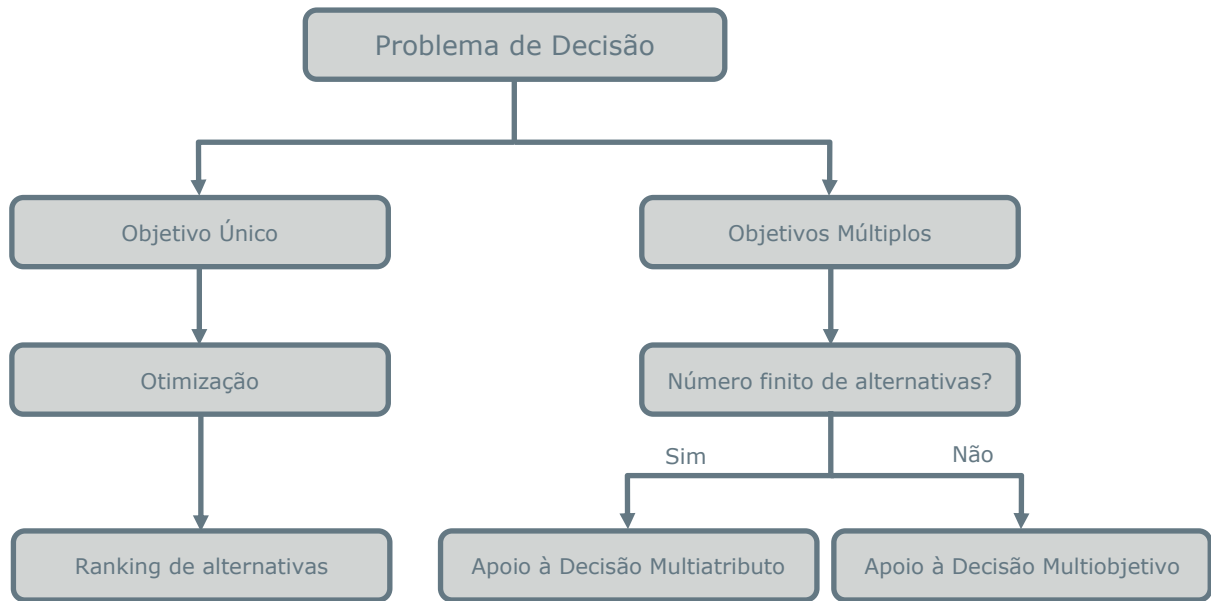 Problema de Decisão
Objetivo Único
Objetivos Múltiplos
Otimização
Número finito de alternativas?
Sim
Não
Ranking de alternativas
Apoio à Decisão Multiatributo
Apoio à Decisão Multiobjetivo